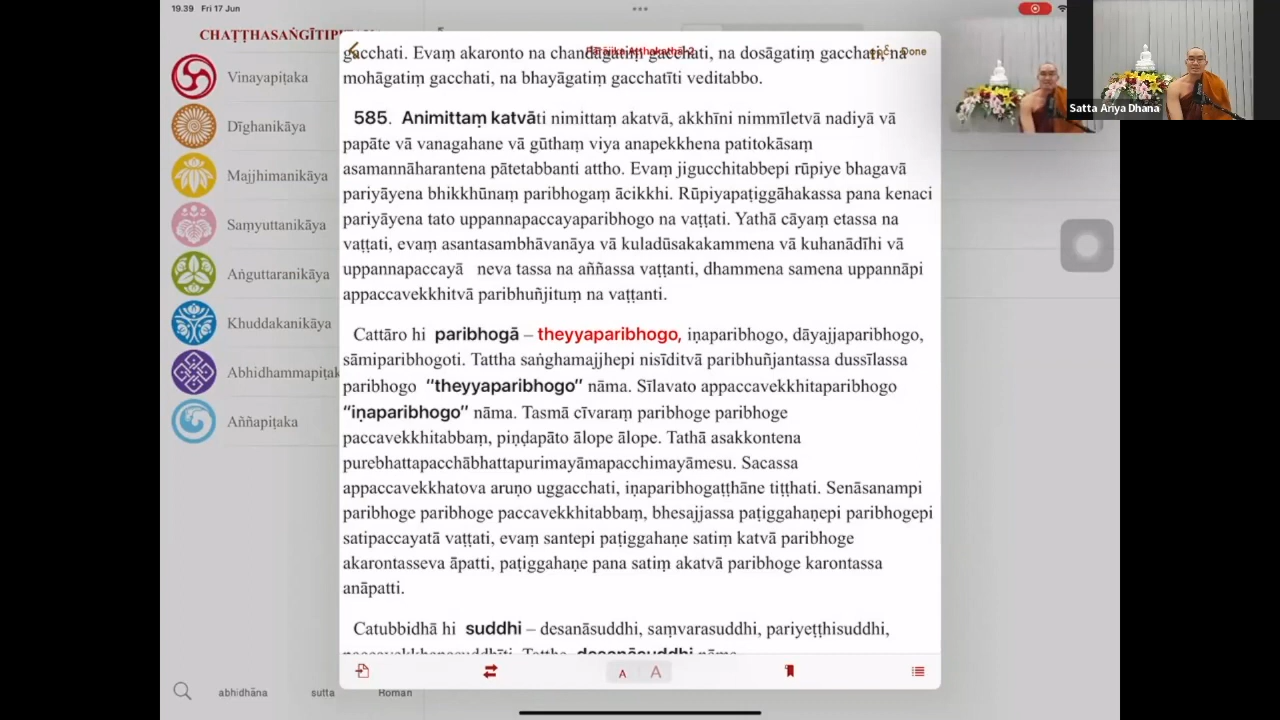 19.39 Fri 17 Jun
CHAṬṬHASAṄGĪTIP
Vinayapiṭaka
Dīghanikāya
Majjhimanikāya
Saṃyuttanikāya
Aṅguttaranikāya
Khuddakanikāya
Abhidhammapiṭak
Aññapiṭaka
abhidhāna
sutta
Roman
Done
gacchati. Evaṃ akaronto na chandāgatiṃ gacchati, na dosāgatiṃ gacchati, na
mohāgatiṃ gacchati, na bhayāgatiṃ gacchatīti veditabbo.
585. Animittaṃ katvāti nimittaṃ akatvā, akkhīni nimmīletvā nadiyā vā
papāte vā vanagahane vā gūthaṃ viya anapekkhena patitokāsaṃ
asamannāharantena pātetabbanti attho. Evaṃ jigucchitabbepi rūpiye bhagavā
pariyāyena bhikkhūnaṃ paribhogaṃ ācikkhi. Rūpiyapaṭiggāhakassa pana kenaci
pariyāyena tato uppannapaccayaparibhogo na vaṭṭati. Yathā cāyaṃ etassa na
vaṭṭati, evaṃ asantasambhāvanāya vā kuladūsakakammena vā kuhanādīhi vā
uppannapaccayā neva tassa na aññassa vaṭṭanti, dhammena samena uppannāpi
appaccavekkhitvā paribhuñjituṃ na vaṭṭanti.
Cattāro hi paribhogā – theyyaparibhogo, iṇaparibhogo, dāyajjaparibhogo,
sāmiparibhogoti. Tattha saṅghamajjhepi nisīditvā paribhuñjantassa dussīlassa
paribhogo “theyyaparibhogo” nāma. Sīlavato appaccavekkhitaparibhogo
“iṇaparibhogo” nāma. Tasmā cīvaraṃ paribhoge paribhoge
paccavekkhitabbaṃ, piṇḍapāto ālope ālope. Tathā asakkontena
purebhattapacchābhattapurimayāmapacchimayāmesu. Sacassa
appaccavekkhatova aruṇo uggacchati, iṇaparibhogaṭṭhāne tiṭṭhati. Senāsanampi
paribhoge paribhoge paccavekkhitabbaṃ, bhesajjassa paṭiggahaṇepi paribhogepi
satipaccayatā vaṭṭati, evaṃ santepi paṭiggahaṇe satiṃ katvā paribhoge
akarontasseva āpatti, paṭiggahaṇe pana satiṃ akatvā paribhoge karontassa
anāpatti.
Catubbidhā hi suddhi – desanāsuddhi, saṃvarasuddhi, pariyeṭṭhisuddhi,
A A
Satta Ariya Dhana